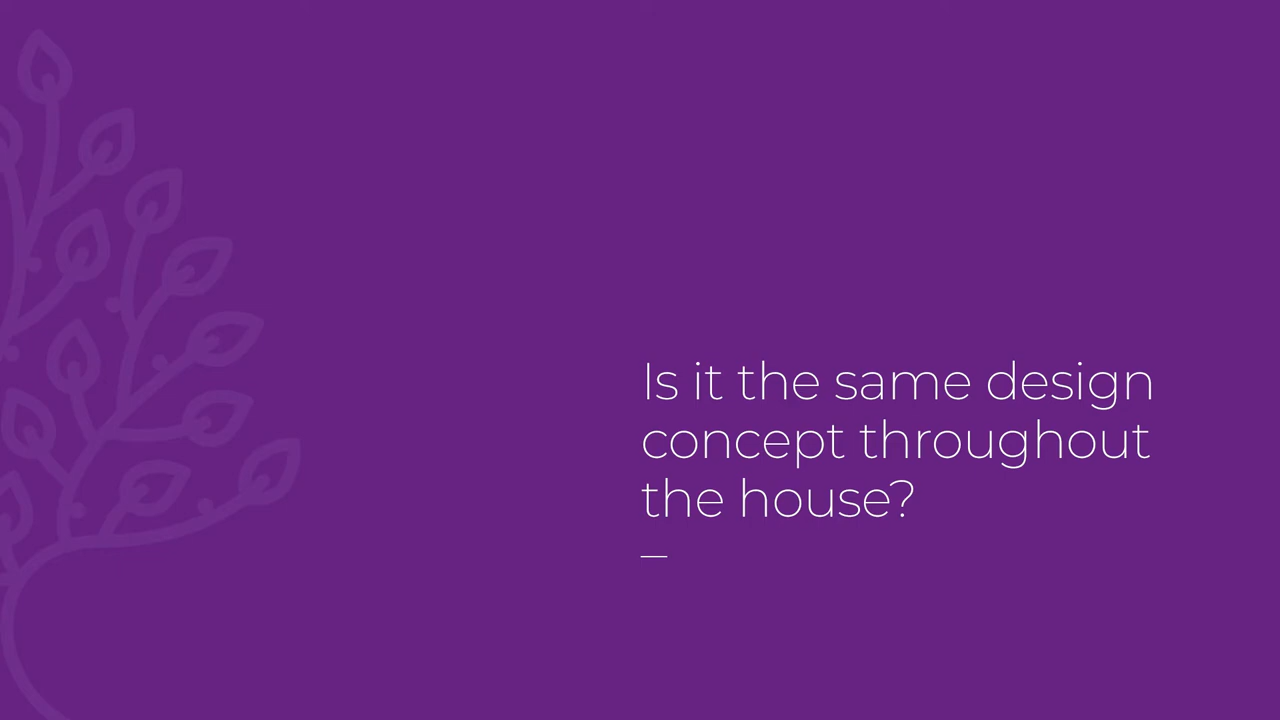 Is it the same design
concept throughout
the house?